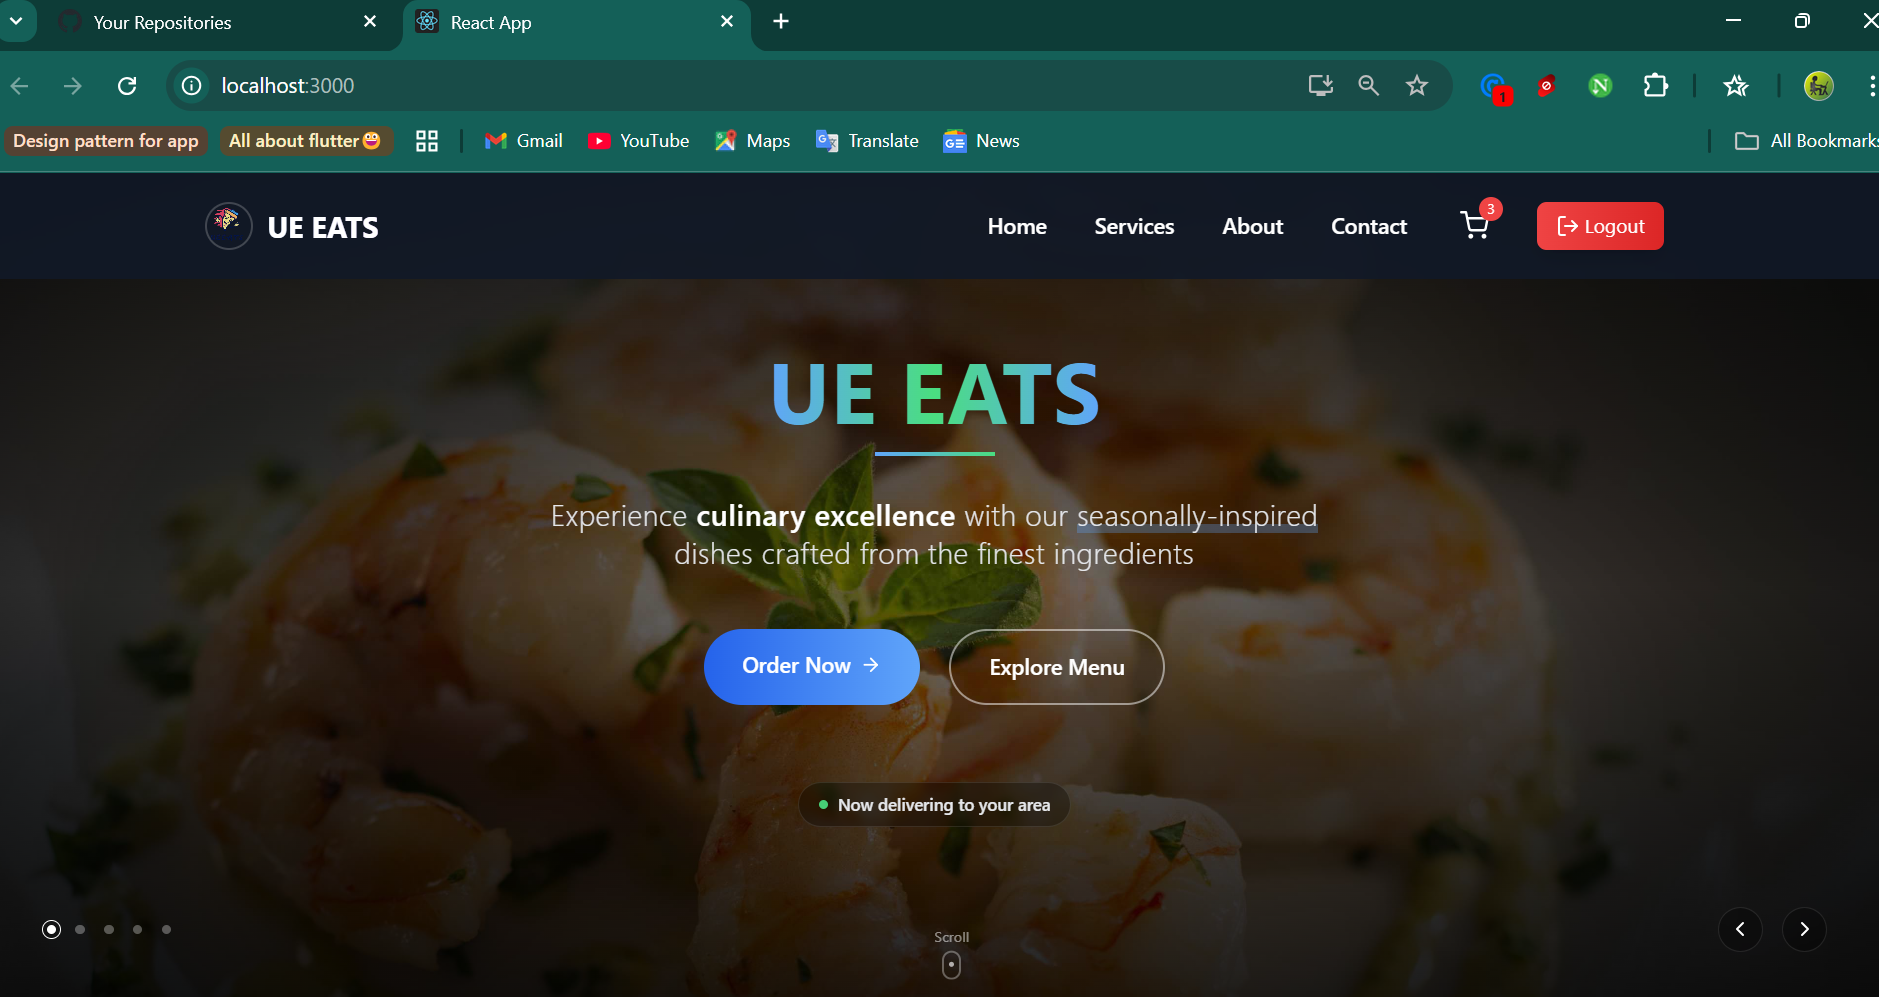 Your Repositories
React App
localhost:3000
1
N
Design pattern for app
All about flutter😀
Gmail
YouTube
Maps
Translate
News
All Bookmarks
UE EATS
Home
Services
About
Contact
3
Logout
UE EATS
Experience culinary excellence with our seasonally-inspired
dishes crafted from the finest ingredients
Order Now →
Explore Menu
Now delivering to your area
Scroll